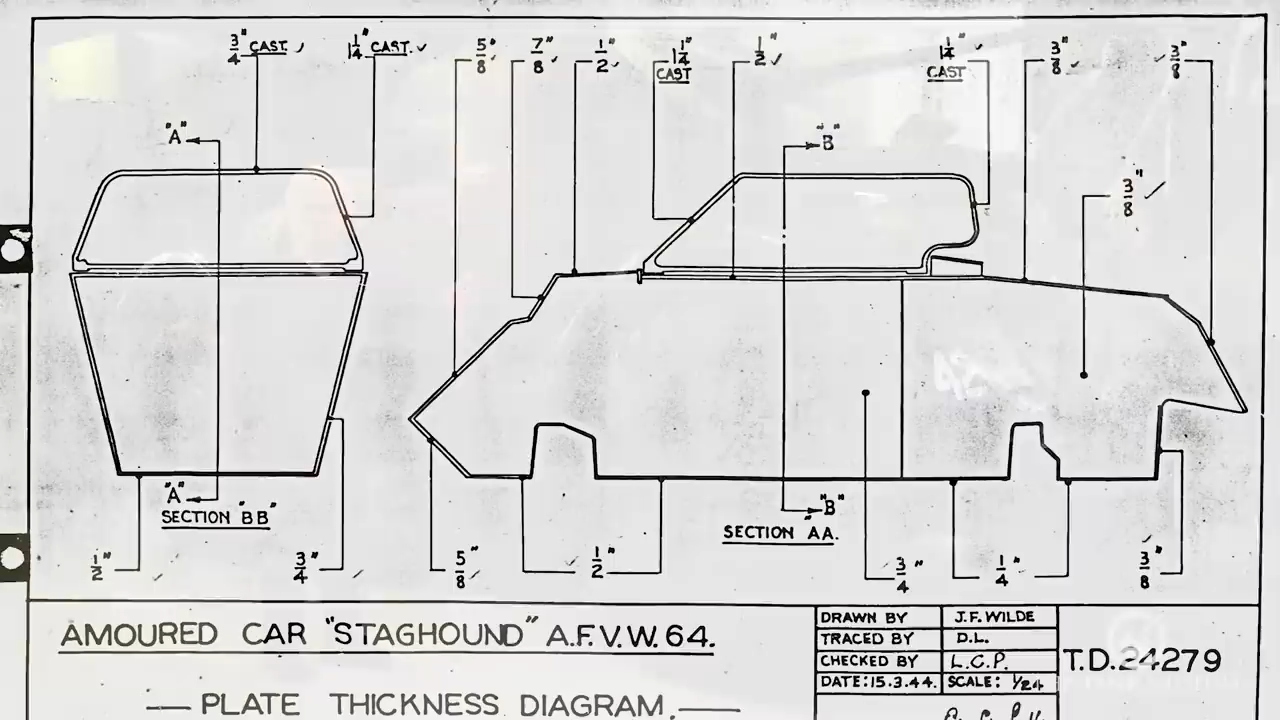 3/4" CAST 1 1/4" CAST. 5/8" 7/8" 1/2" 1 1/4" CAST 1/2" 1 1/4" CAST 3/8" 3/8"
"A" "B"
3/8"
"A" "B"
SECTION "BB" SECTION "AA.
1/2" 3/4" 5/8" 1/2" 3/4" 1/4" 3/8"
AMOURED CAR "STAGHOUND" A.F.V.W. 64.
PLATE THICKNESS DIAGRAM.
DRAWN BY J.F. WILDE
TRACED BY D.L.
CHECKED BY L.C.P.
DATE: 15.3.44. SCALE: 1/24
T.D. 24279